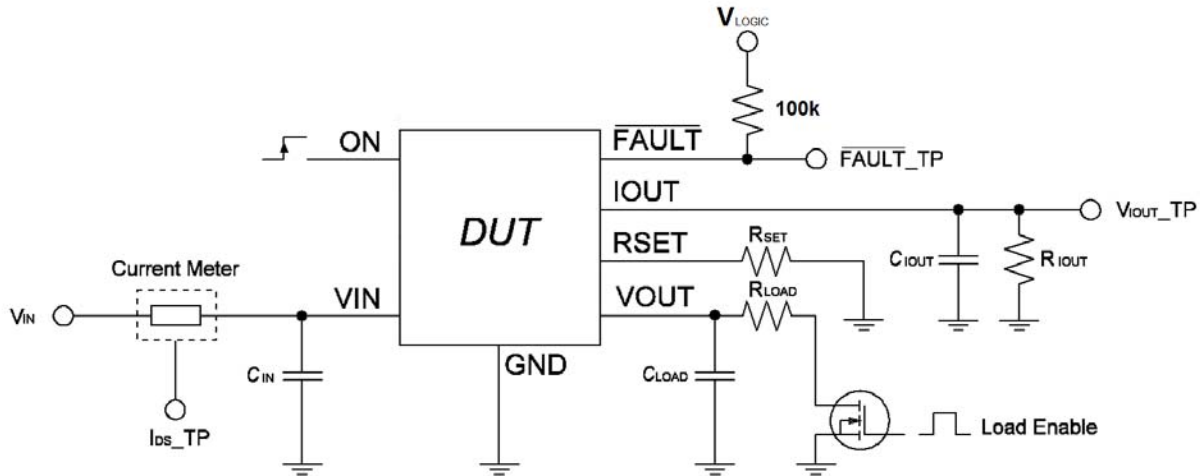 VLOGIC
100k
ON
FAULT
FAULT_TP
IOUT
VIOUT_TP
DUT
RSET
RSET
CIOUT
RIOUT
Current Meter
VIN
VIN
VOUT
RLOAD
GND
CIN
CLOAD
IDS_TP
Load Enable